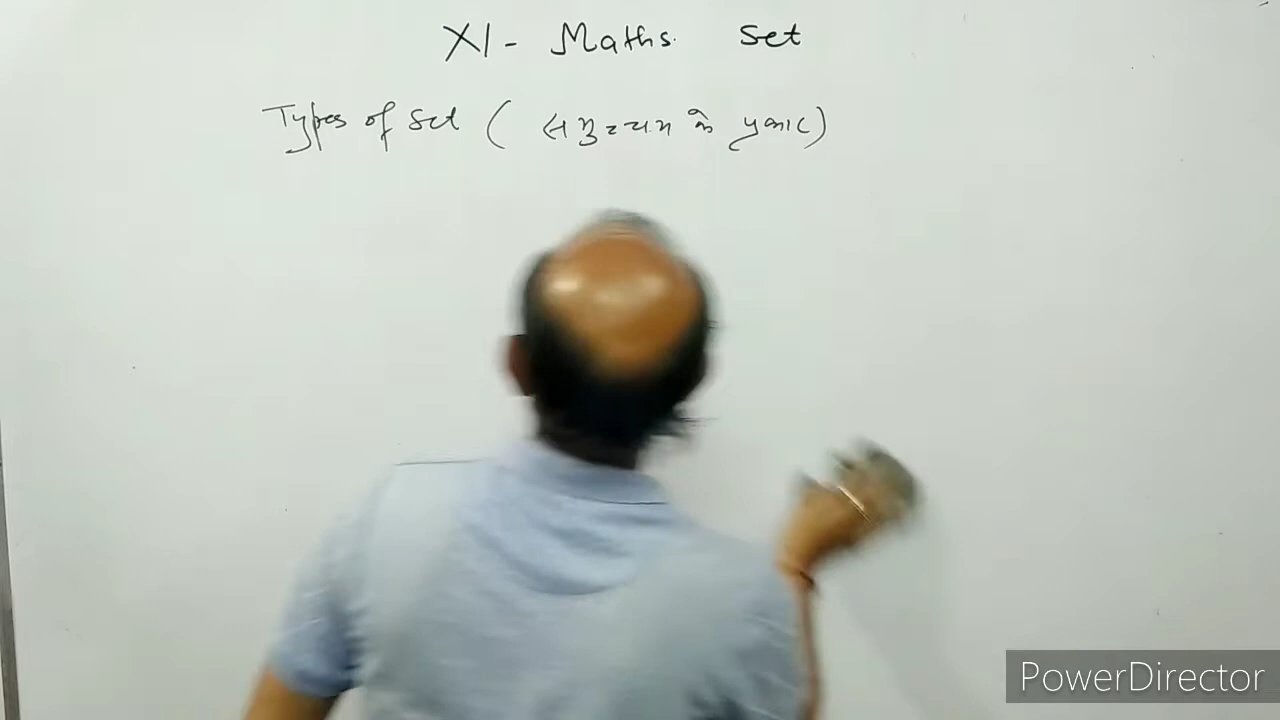 XI - Maths Set
Types of Set ( समुच्चय के प्रकार )
PowerDirector